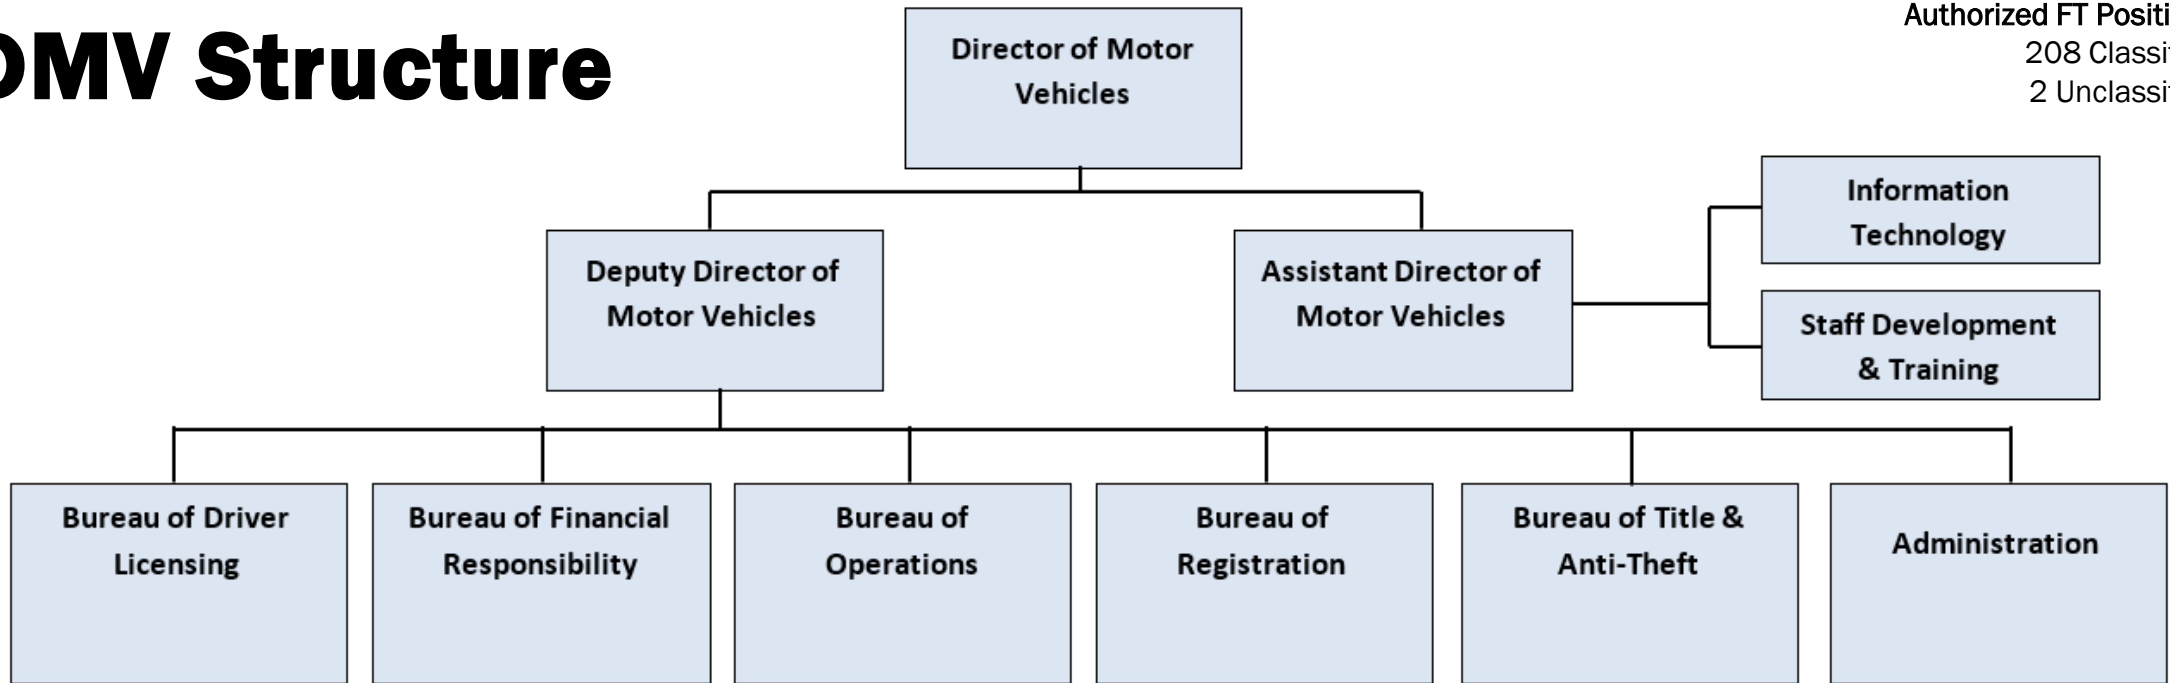 DMV Structure
Authorized FT Positi
208 Classif
2 Unclassif
Director of Motor
Vehicles
Information
Technology
Deputy Director of
Motor Vehicles
Assistant Director of
Motor Vehicles
Staff Development
& Training
Bureau of Driver
Licensing
Bureau of Financial
Responsibility
Bureau of
Operations
Bureau of
Registration
Bureau of Title &
Anti-Theft
Administration